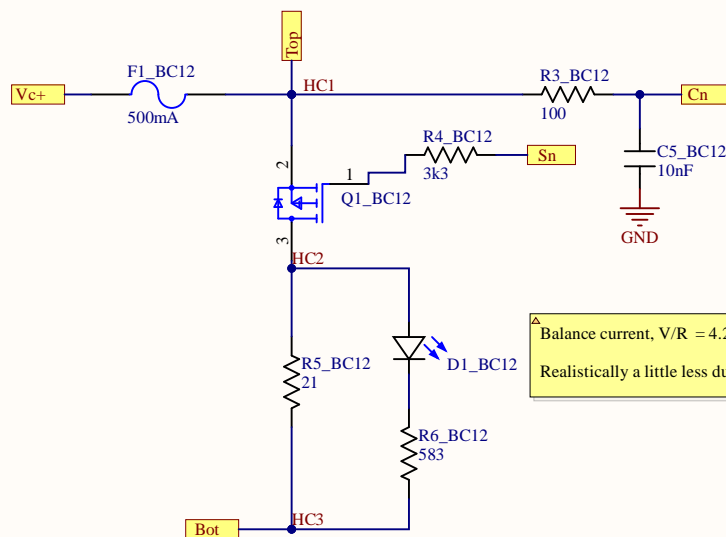 Top
F1_BC12
Vc+
500mA
HC1
R3_BC12
100
Cn
C5_BC12
10nF
GND
R4_BC12
3k3
Sn
2
1
Q1_BC12
3
HC2
R5_BC12
21
D1_BC12
Balance current, V/R = 4.2
Realistically a little less du
R6_BC12
583
HC3
Bot